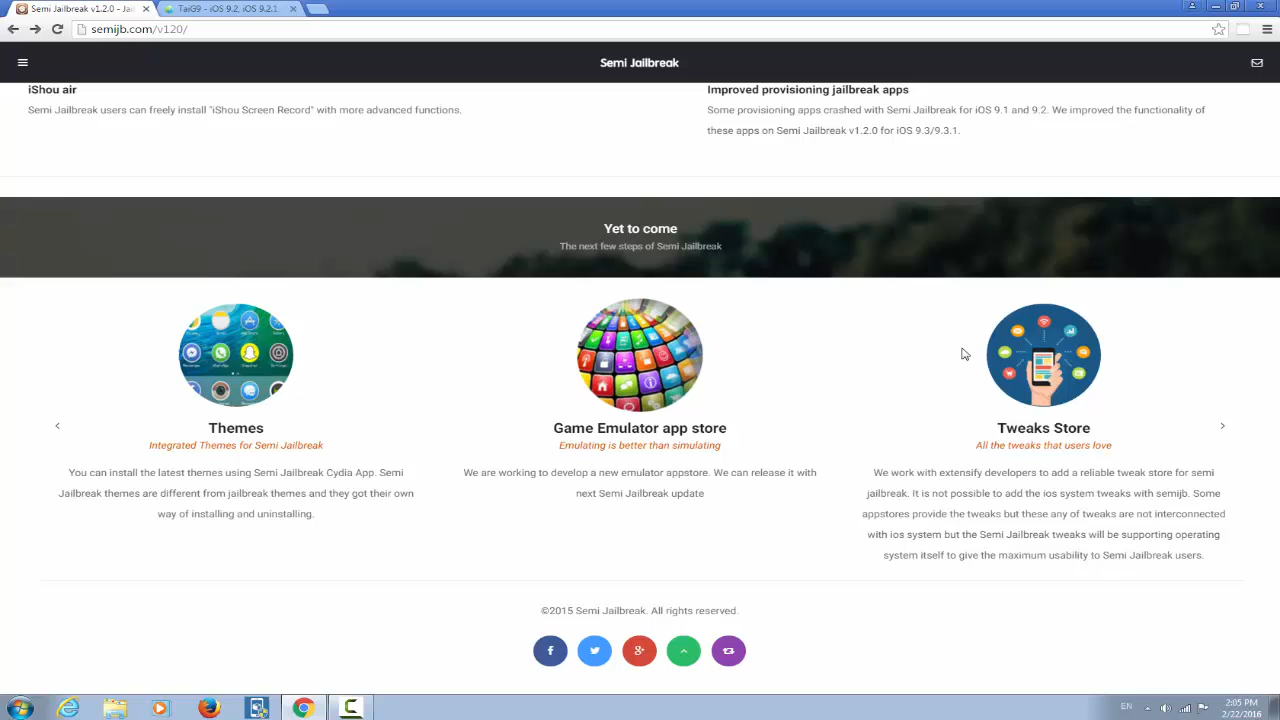 Semi Jailbreak v1.2.0 - Jai
TaiG9 - iOS 9.2, iOS 9.2.1
semijb.com/v120/
Semi Jailbreak
iShou air
Semi Jailbreak users can freely install "iShou Screen Record" with more advanced functions.
Improved provisioning jailbreak apps
Some provisioning apps crashed with Semi Jailbreak for iOS 9.1 and 9.2. We improved the functionality of
these apps on Semi Jailbreak v1.2.0 for iOS 9.3/9.3.1.
Yet to come
The next few steps of Semi Jailbreak
Themes
Integrated Themes for Semi Jailbreak
You can install the latest themes using Semi Jailbreak Cydia App. Semi
Jailbreak themes are different from jailbreak themes and they got their own
way of installing and uninstalling.
Game Emulator app store
Emulating is better than simulating
We are working to develop a new emulator appstore. We can release it with
next Semi Jailbreak update
Tweaks Store
All the tweaks that users love
We work with extensify developers to add a reliable tweak store for semi
jailbreak. It is not possible to add the ios system tweaks with semijb. Some
appstores provide the tweaks but these any of tweaks are not interconnected
with ios system but the Semi Jailbreak tweaks will be supporting operating
system itself to give the maximum usability to Semi Jailbreak users.
©2015 Semi Jailbreak. All rights reserved.
EN
2:05 PM
2/22/2016